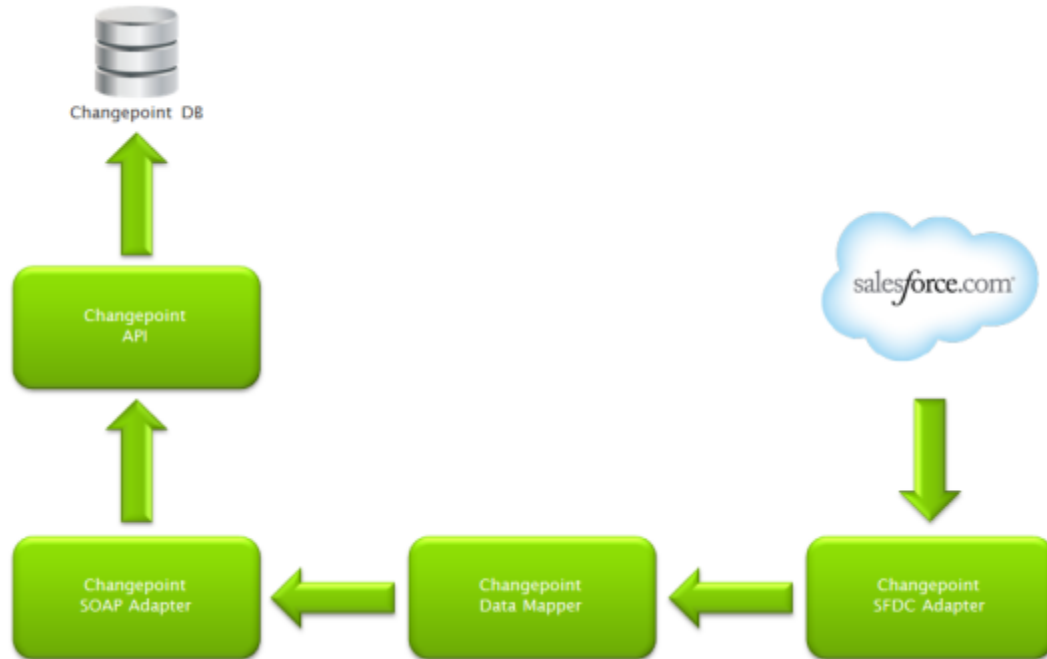 Changepoint DB
Changepoint
API
salesforce.com
Changepoint
SOAP Adapter
Changepoint
Data Mapper
Changepoint
SFDC Adapter